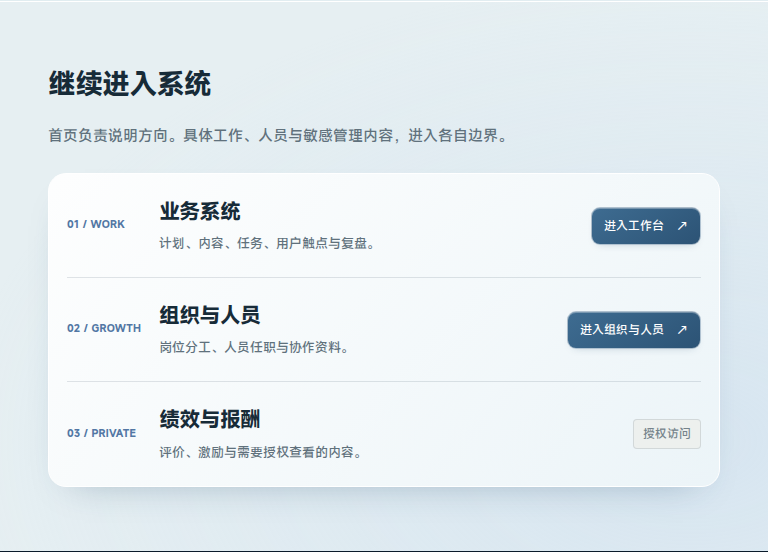 继续进入系统
首页负责说明方向。具体工作、人员与敏感管理内容，进入各自边界。
01 / WORK
业务系统
计划、内容、任务、用户触点与复盘。
进入工作台 ↗
02 / GROWTH
组织与人员
岗位分工、人员任职与协作资料。
进入组织与人员 ↗
03 / PRIVATE
绩效与报酬
评价、激励与需要授权查看的内容。
授权访问